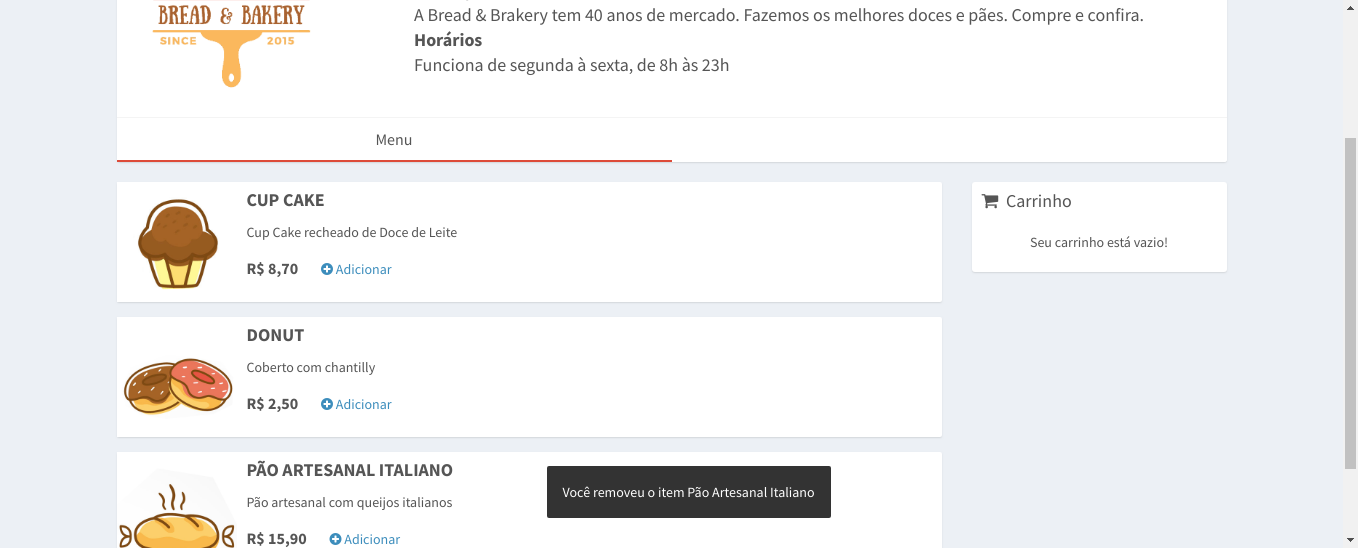 BREAD & BAKERY
SINCE 2015
A Bread & Brakery tem 40 anos de mercado. Fazemos os melhores doces e pães. Compre e confira.
Horários
Funciona de segunda à sexta, de 8h às 23h
Menu
CUP CAKE
Cup Cake recheado de Doce de Leite
R$ 8,70 Adicionar
Carrinho
Seu carrinho está vazio!
DONUT
Coberto com chantilly
R$ 2,50 Adicionar
PÃO ARTESANAL ITALIANO
Pão artesanal com queijos italianos
R$ 15,90 Adicionar
Você removeu o item Pão Artesanal Italiano